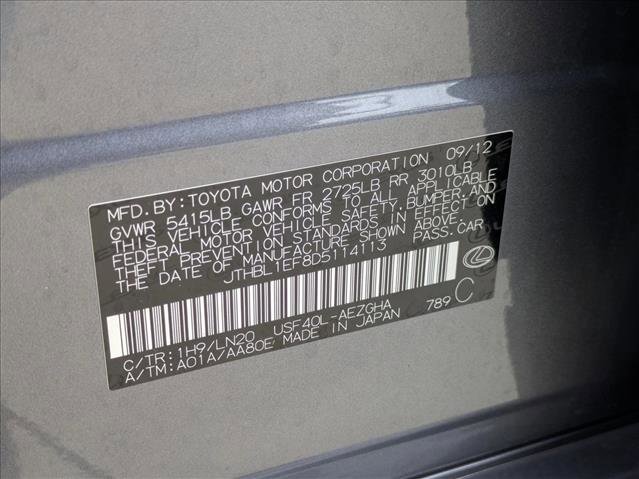 MFD.BY:TOYOTA MOTOR CORPORATION 09/12
GVWR 5415LB GAWR FR 2725LB RR 3010LB
THIS VEHICLE CONFORMS TO ALL APPLICABLE
FEDERAL MOTOR VEHICLE SAFETY,BUMPER,AND
THEFT PREVENTION STANDARDS IN EFFECT ON
THE DATE OF MANUFACTURE SHOWN ABOVE.
JTHBL1EF8D5114113 PASS.CAR
C/TR:1H9/LN20 USF40L-AEZGHA 789 C
A/TM:A01A/AA80E MADE IN JAPAN